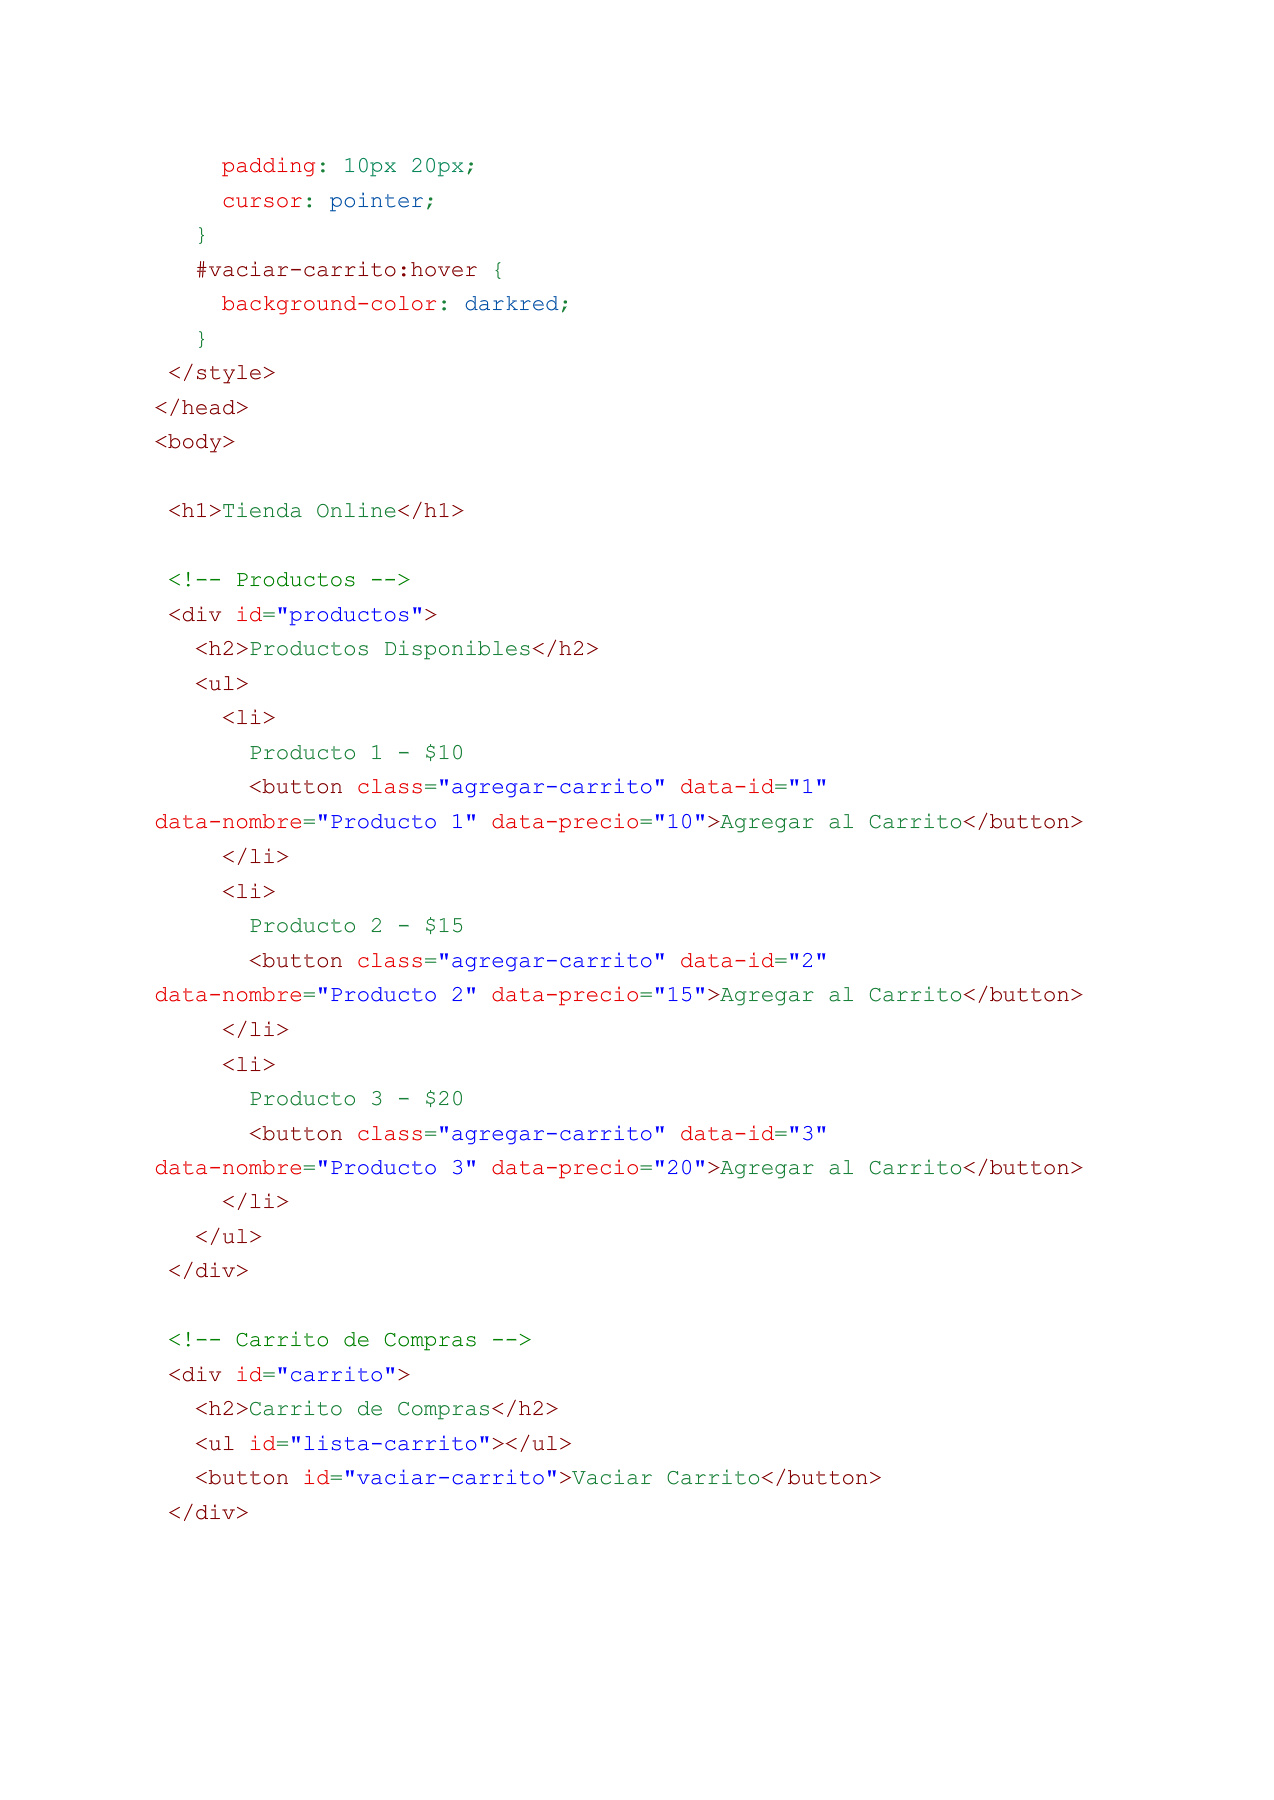 padding: 10px 20px;
cursor: pointer;
}
#vaciar-carrito:hover {
background-color: darkred;
}
</style>
</head>
<body>
<h1>Tienda Online</h1>
<!-- Productos -->
<div id="productos">
<h2>Productos Disponibles</h2>
<ul>
<li>
Producto 1 - $10
<button class="agregar-carrito" data-id="1"
data-nombre="Producto 1" data-precio="10">Agregar al Carrito</button>
</li>
<li>
Producto 2 - $15
<button class="agregar-carrito" data-id="2"
data-nombre="Producto 2" data-precio="15">Agregar al Carrito</button>
</li>
<li>
Producto 3 - $20
<button class="agregar-carrito" data-id="3"
data-nombre="Producto 3" data-precio="20">Agregar al Carrito</button>
</li>
</ul>
</div>
<!-- Carrito de Compras -->
<div id="carrito">
<h2>Carrito de Compras</h2>
<ul id="lista-carrito"></ul>
<button id="vaciar-carrito">Vaciar Carrito</button>
</div>